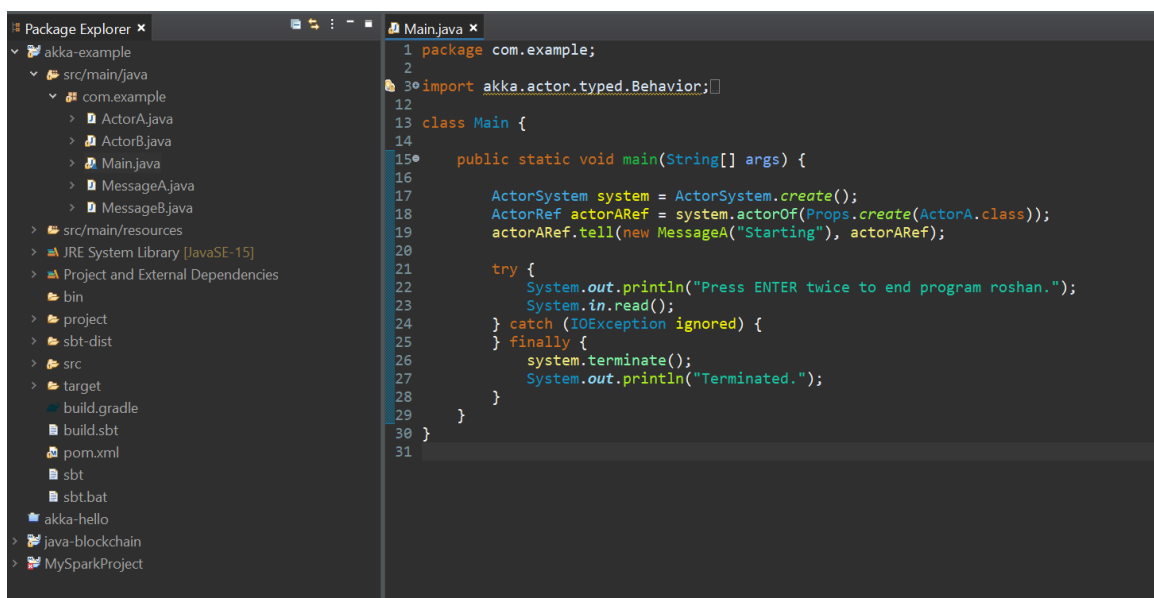 Package Explorer
akka-example
src/main/java
com.example
ActorA.java
ActorB.java
Main.java
MessageA.java
MessageB.java
src/main/resources
JRE System Library [JavaSE-15]
Project and External Dependencies
bin
project
sbt-dist
src
target
build.gradle
build.sbt
pom.xml
sbt
sbt.bat
akka-hello
java-blockchain
MySparkProject
Main.java
1 package com.example;
2
3 import akka.actor.typed.Behavior;
12
13 class Main {
14
15 public static void main(String[] args) {
16
17 ActorSystem system = ActorSystem.create();
18 ActorRef actorARef = system.actorOf(Props.create(ActorA.class));
19 actorARef.tell(new MessageA("Starting"), actorARef);
20
21 try {
22 System.out.println("Press ENTER twice to end program roshan.");
23 System.in.read();
24 } catch (IOException ignored) {
25 } finally {
26 system.terminate();
27 System.out.println("Terminated.");
28 }
29 }
30 }
31